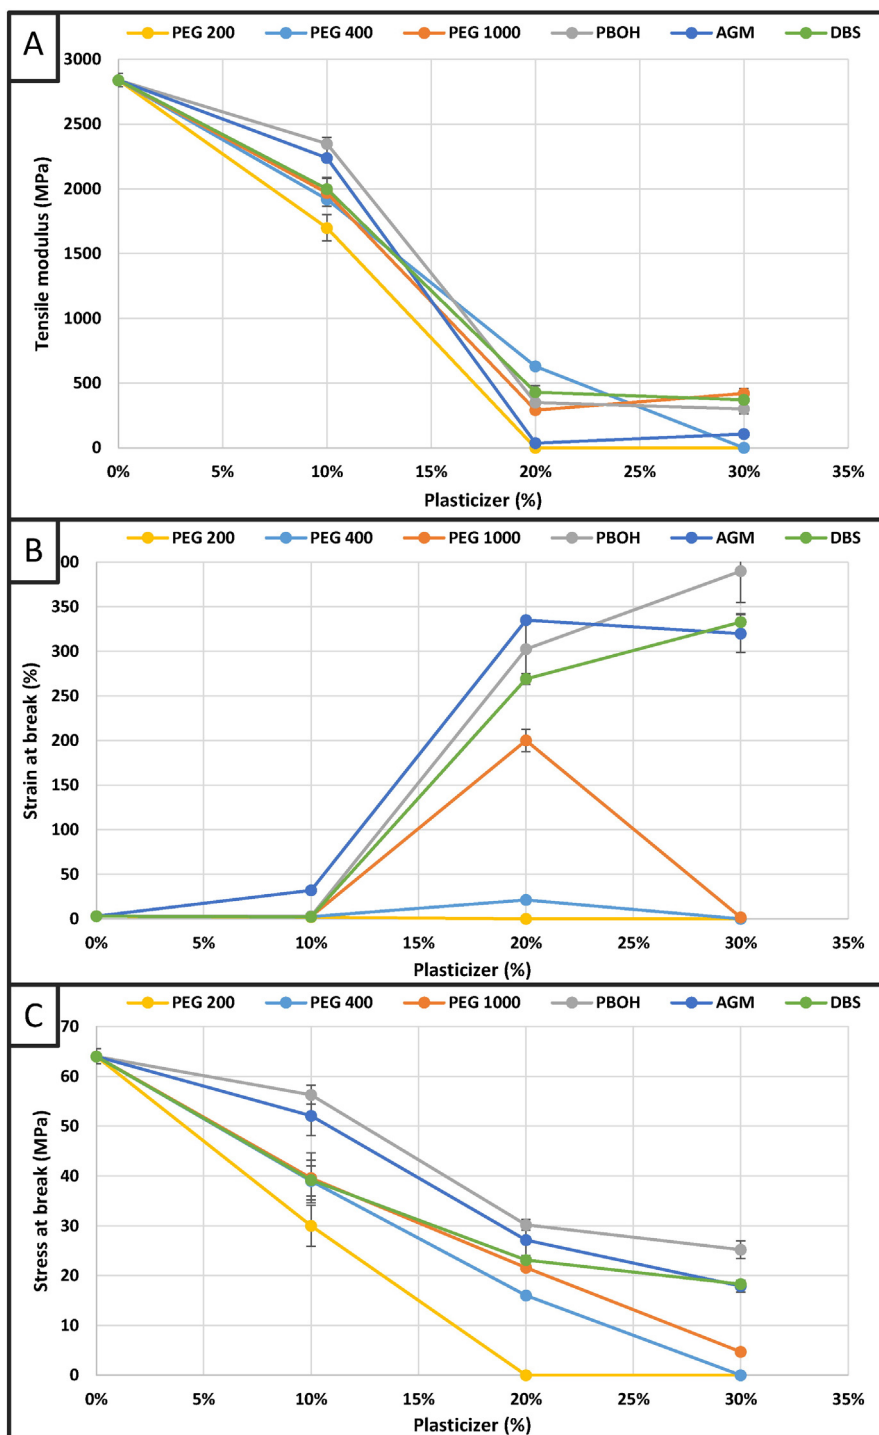 A
PEG 200 PEG 400 PEG 1000 PBOH AGM DBS
3000
2500
2000
1500
1000
500
0
Tensile modulus (MPa)
0% 5% 10% 15% 20% 25% 30% 35%
Plasticizer (%)
B
PEG 200 PEG 400 PEG 1000 PBOH AGM DBS
00
350
300
250
200
150
100
50
0
Strain at break (%)
0% 5% 10% 15% 20% 25% 30% 35%
Plasticizer (%)
C
PEG 200 PEG 400 PEG 1000 PBOH AGM DBS
70
60
50
40
30
20
10
0
Stress at break (MPa)
0% 5% 10% 15% 20% 25% 30% 35%
Plasticizer (%)